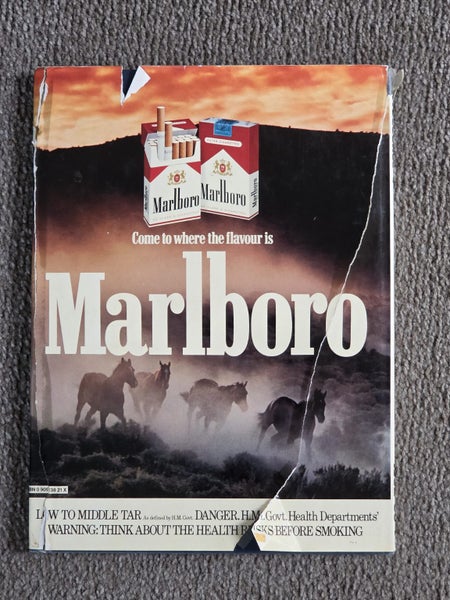 Marlboro
Marlboro
Marlboro
Come to where the flavour is
Marlboro
LOW TO MIDDLE TAR As defined by H.M. Govt. DANGER. H.M. Govt. Health Departments'
WARNING: THINK ABOUT THE HEALTH RISKS BEFORE SMOKING